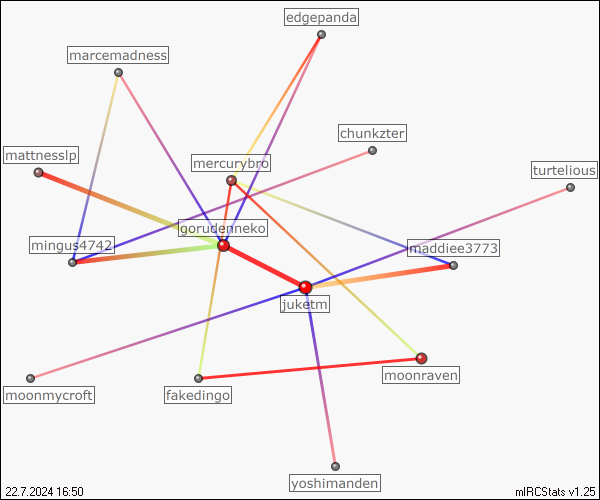 edgepanda
marcemadness
chunkzter
mattnesslp
mercurybro
turtelious
gorudenneko
mingus4742
maddiee3773
juketm
moonraven
moonmycroft
fakedingo
yoshimanden
22.7.2024 16:50
mIRCStats v1.25